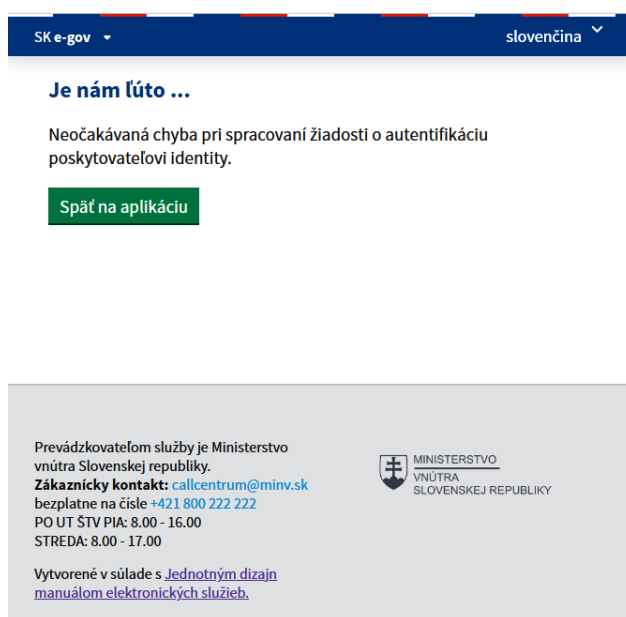 SK e-gov
slovenčina
Je nám ľúto ...
Neočakávaná chyba pri spracovaní žiadosti o autentifikáciu
poskytovateľovi identity.
Späť na aplikáciu
Prevádzkovateľom služby je Ministerstvo
vnútra Slovenskej republiky.
Zákaznícky kontakt: callcentrum@minv.sk
bezplatne na čísle +421 800 222 222
PO UT ŠTV PIA: 8.00 - 16.00
STREDA: 8.00 - 17.00
Vytvorené v súlade s Jednotným dizajn
manuálom elektronických služieb.
MINISTERSTVO
VNÚTRA
SLOVENSKEJ REPUBLIKY